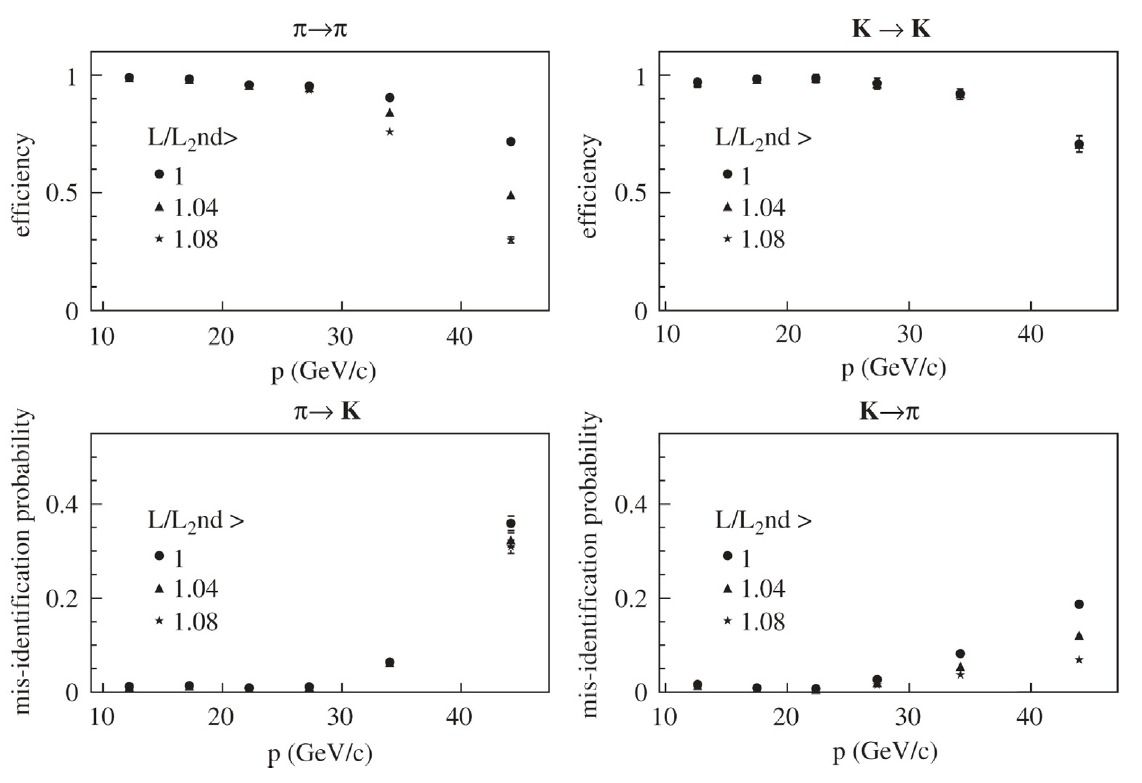 π→π
1
0.5
0
efficiency
L/L2nd>
● 1
▲ 1.04
★ 1.08
10 20 30 40
p (GeV/c)
K → K
1
0.5
0
efficiency
L/L2nd >
● 1
▲ 1.04
★ 1.08
10 20 30 40
p (GeV/c)
π→ K
0.4
0.2
0
mis-identification probability
L/L2nd >
● 1
▲ 1.04
★ 1.08
10 20 30 40
p (GeV/c)
K→π
0.4
0.2
0
mis-identification probability
L/L2nd >
● 1
▲ 1.04
★ 1.08
10 20 30 40
p (GeV/c)